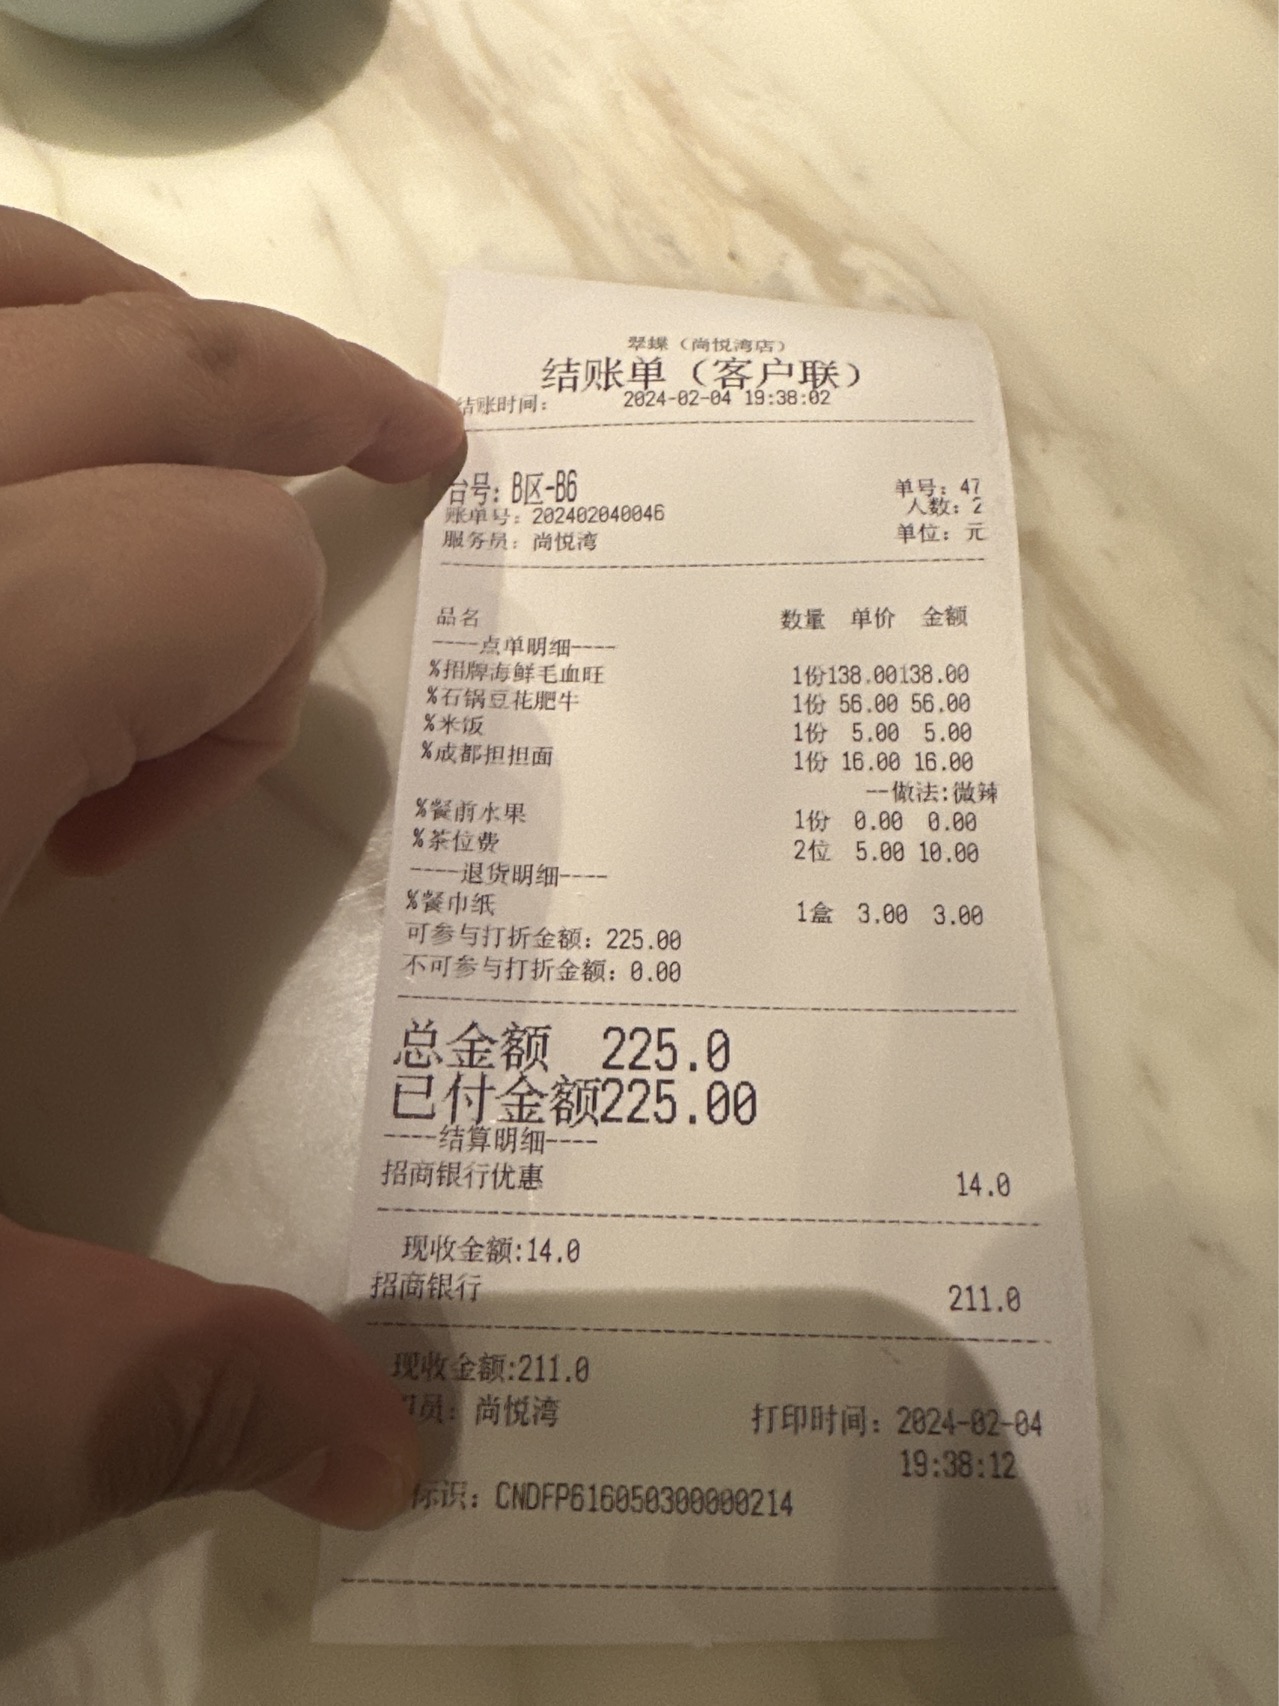 翠蝶（尚悦湾店）
结账单（客户联）
结账时间： 2024-02-04 19:38:02
台号：B区-B6
单号：47
账单号：202402040046
人数：2
服务员：尚悦湾
单位：元
品名 数量 单价 金额
----点单明细----
%招牌海鲜毛血旺 1份138.00138.00
%石锅豆花肥牛 1份 56.00 56.00
%米饭 1份 5.00 5.00
%成都担担面 1份 16.00 16.00
--做法:微辣
%餐前水果 1份 0.00 0.00
%茶位费 2位 5.00 10.00
----退货明细----
%餐巾纸 1盒 3.00 3.00
可参与打折金额：225.00
不可参与打折金额：0.00
总金额 225.0
已付金额225.00
----结算明细----
招商银行优惠 14.0
现收金额:14.0
招商银行 211.0
现收金额:211.0
员：尚悦湾 打印时间：2024-02-04
19:38:12
标识：CNDFP616050300000214